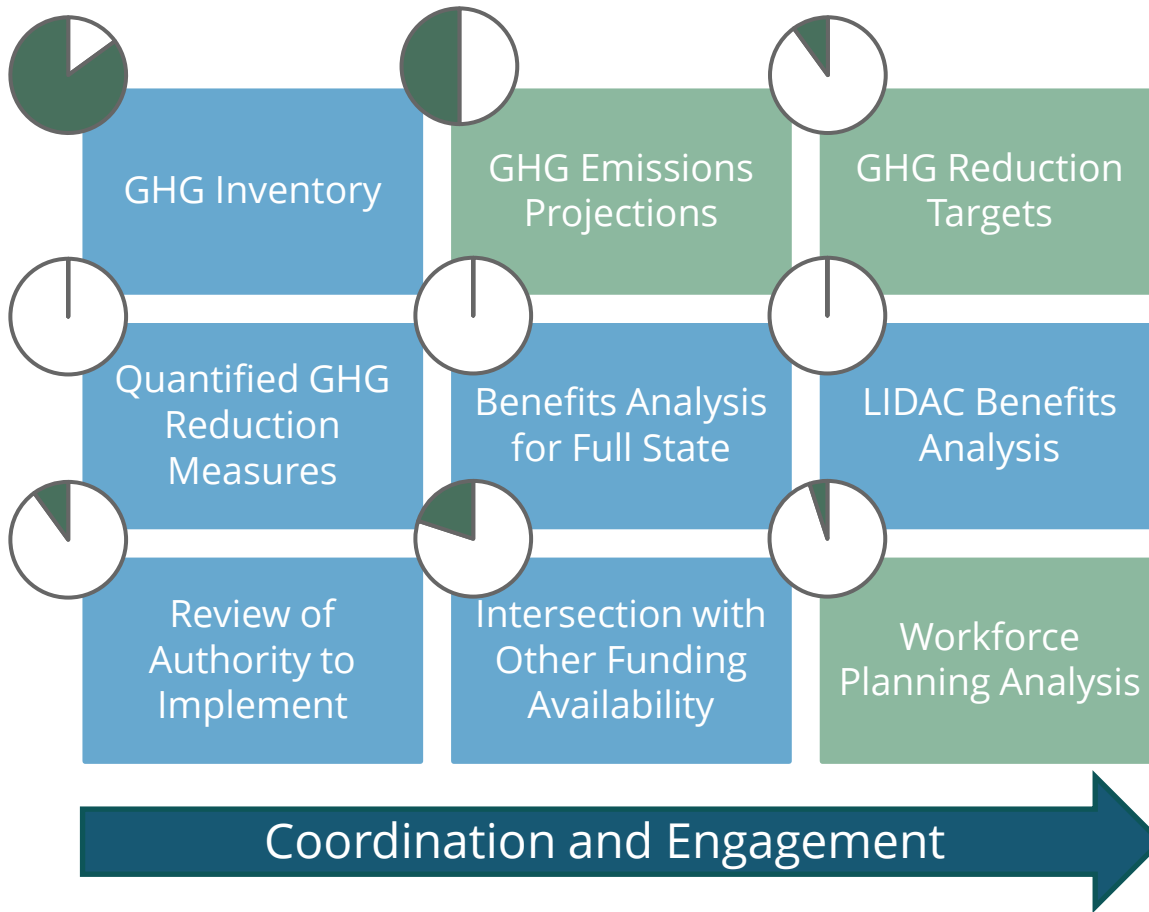 GHG Inventory
GHG Emissions
Projections
GHG Reduction
Targets
Quantified GHG
Reduction
Measures
Benefits Analysis
for Full State
LIDAC Benefits
Analysis
Review of
Authority to
Implement
Intersection with
Other Funding
Availability
Workforce
Planning Analysis
Coordination and Engagement